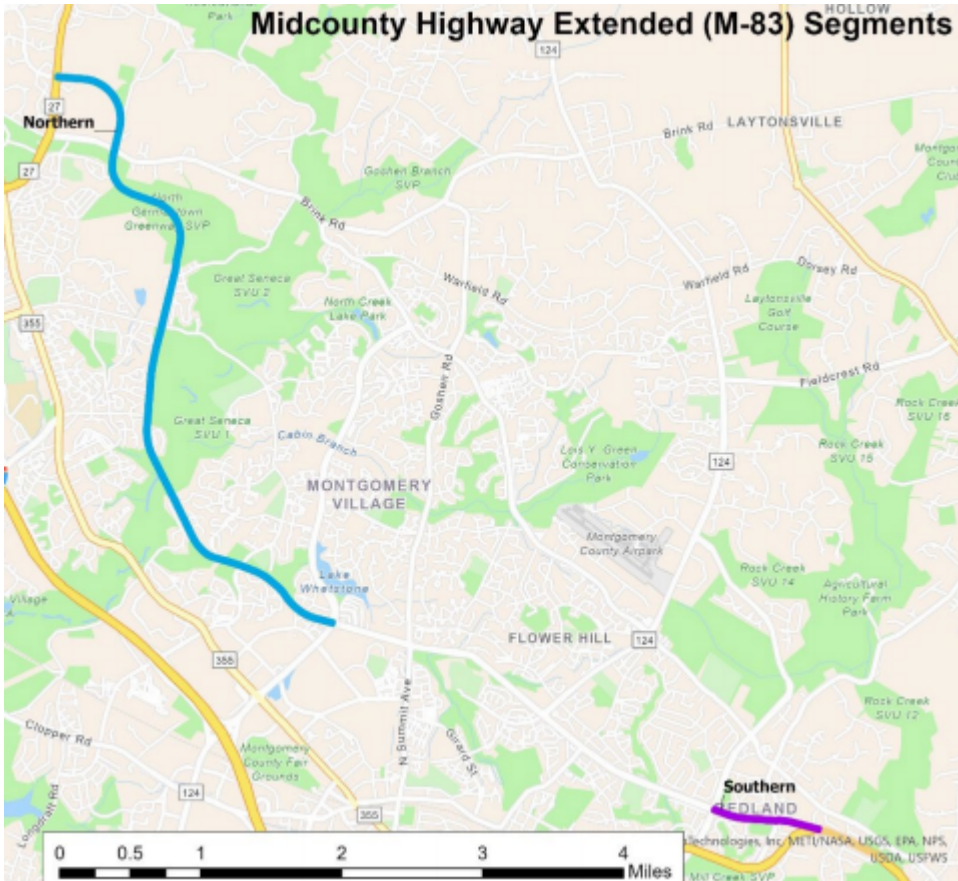 Midcounty Highway Extended (M-83) Segments
HOLLOW
124
27
Northern
Brink Rd
LAYTONSVILLE
Goshen Branch
SVP
27
North
Germantown
Greenway SVP
Brink Rd
Great Seneca
SVU 2
Warfield Rd
Warfield Rd
Dorsey Rd
North Creek
Lake Park
Laytonsville
Golf
Course
355
Goshen Rd
Fieldcrest Rd
Rock Creek
SVU 16
Great Seneca
SVU 1
Cabin Branch
Lois Y. Green
Conservation
Park
Rock Creek
SVU 15
124
MONTGOMERY
VILLAGE
Montgomery
County Airpark
Lake
Whetstone
Rock Creek
SVU 14
Agricultural
History Farm
Park
Village
FLOWER HILL
124
355
N Summit Ave
Rock Creek
SVU 12
Clopper Rd
Girard St
Montgomery
County Fair
Grounds
Longdraft Rd
124
355
Southern
REDLAND
Technologies, Inc, METI/NASA, USGS, EPA, NPS,
USDA, USFWS
0 0.5 1 2 3 4
Miles
Mill Creek SVP